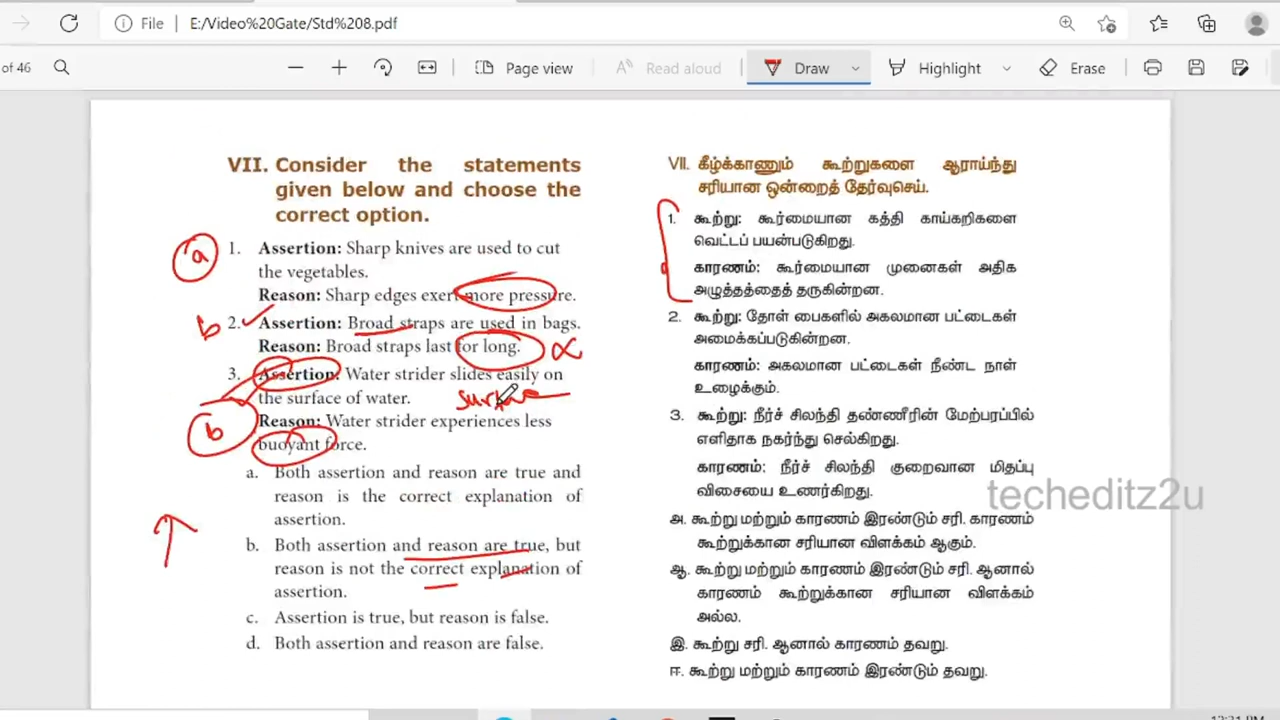 File
E:/Video%20Gate/Std%208.pdf
of 46
Page view
Read aloud
Draw
Highlight
Erase
VII. Consider the statements
given below and choose the
correct option.
a
1. Assertion: Sharp knives are used to cut
the vegetables.
Reason: Sharp edges exert more pressure.
b
2. Assertion: Broad straps are used in bags.
Reason: Broad straps last for long.
3. Assertion: Water strider slides easily on
the surface of water.
b
Reason: Water strider experiences less
buoyant force.
a. Both assertion and reason are true and
reason is the correct explanation of
assertion.
b. Both assertion and reason are true, but
reason is not the correct explanation of
assertion.
c. Assertion is true, but reason is false.
d. Both assertion and reason are false.
VII. கீழ்க்காணும் கூற்றுகளை ஆராய்ந்து
சரியான ஒன்றைத் தேர்வுசெய்.
1. கூற்று: கூர்மையான கத்தி காய்கறிகளை
வெட்டப் பயன்படுகிறது.
காரணம்: கூர்மையான முனைகள் அதிக
அழுத்தத்தைத் தருகின்றன.
2. கூற்று: தோள் பைகளில் அகலமான பட்டைகள்
அமைக்கப்படுகின்றன.
காரணம்: அகலமான பட்டைகள் நீண்ட நாள்
உழைக்கும்.
3. கூற்று: நீர்ச் சிலந்தி தண்ணீரின் மேற்பரப்பில்
எளிதாக நகர்ந்து செல்கிறது.
காரணம்: நீர்ச் சிலந்தி குறைவான மிதப்பு
விசையை உணர்கிறது.
techeditz2u
அ. கூற்று மற்றும் காரணம் இரண்டும் சரி. காரணம்
கூற்றுக்கான சரியான விளக்கம் ஆகும்.
ஆ. கூற்று மற்றும் காரணம் இரண்டும் சரி. ஆனால்
காரணம் கூற்றுக்கான சரியான விளக்கம்
அல்ல.
இ. கூற்று சரி. ஆனால் காரணம் தவறு.
ஈ. கூற்று மற்றும் காரணம் இரண்டும் தவறு.